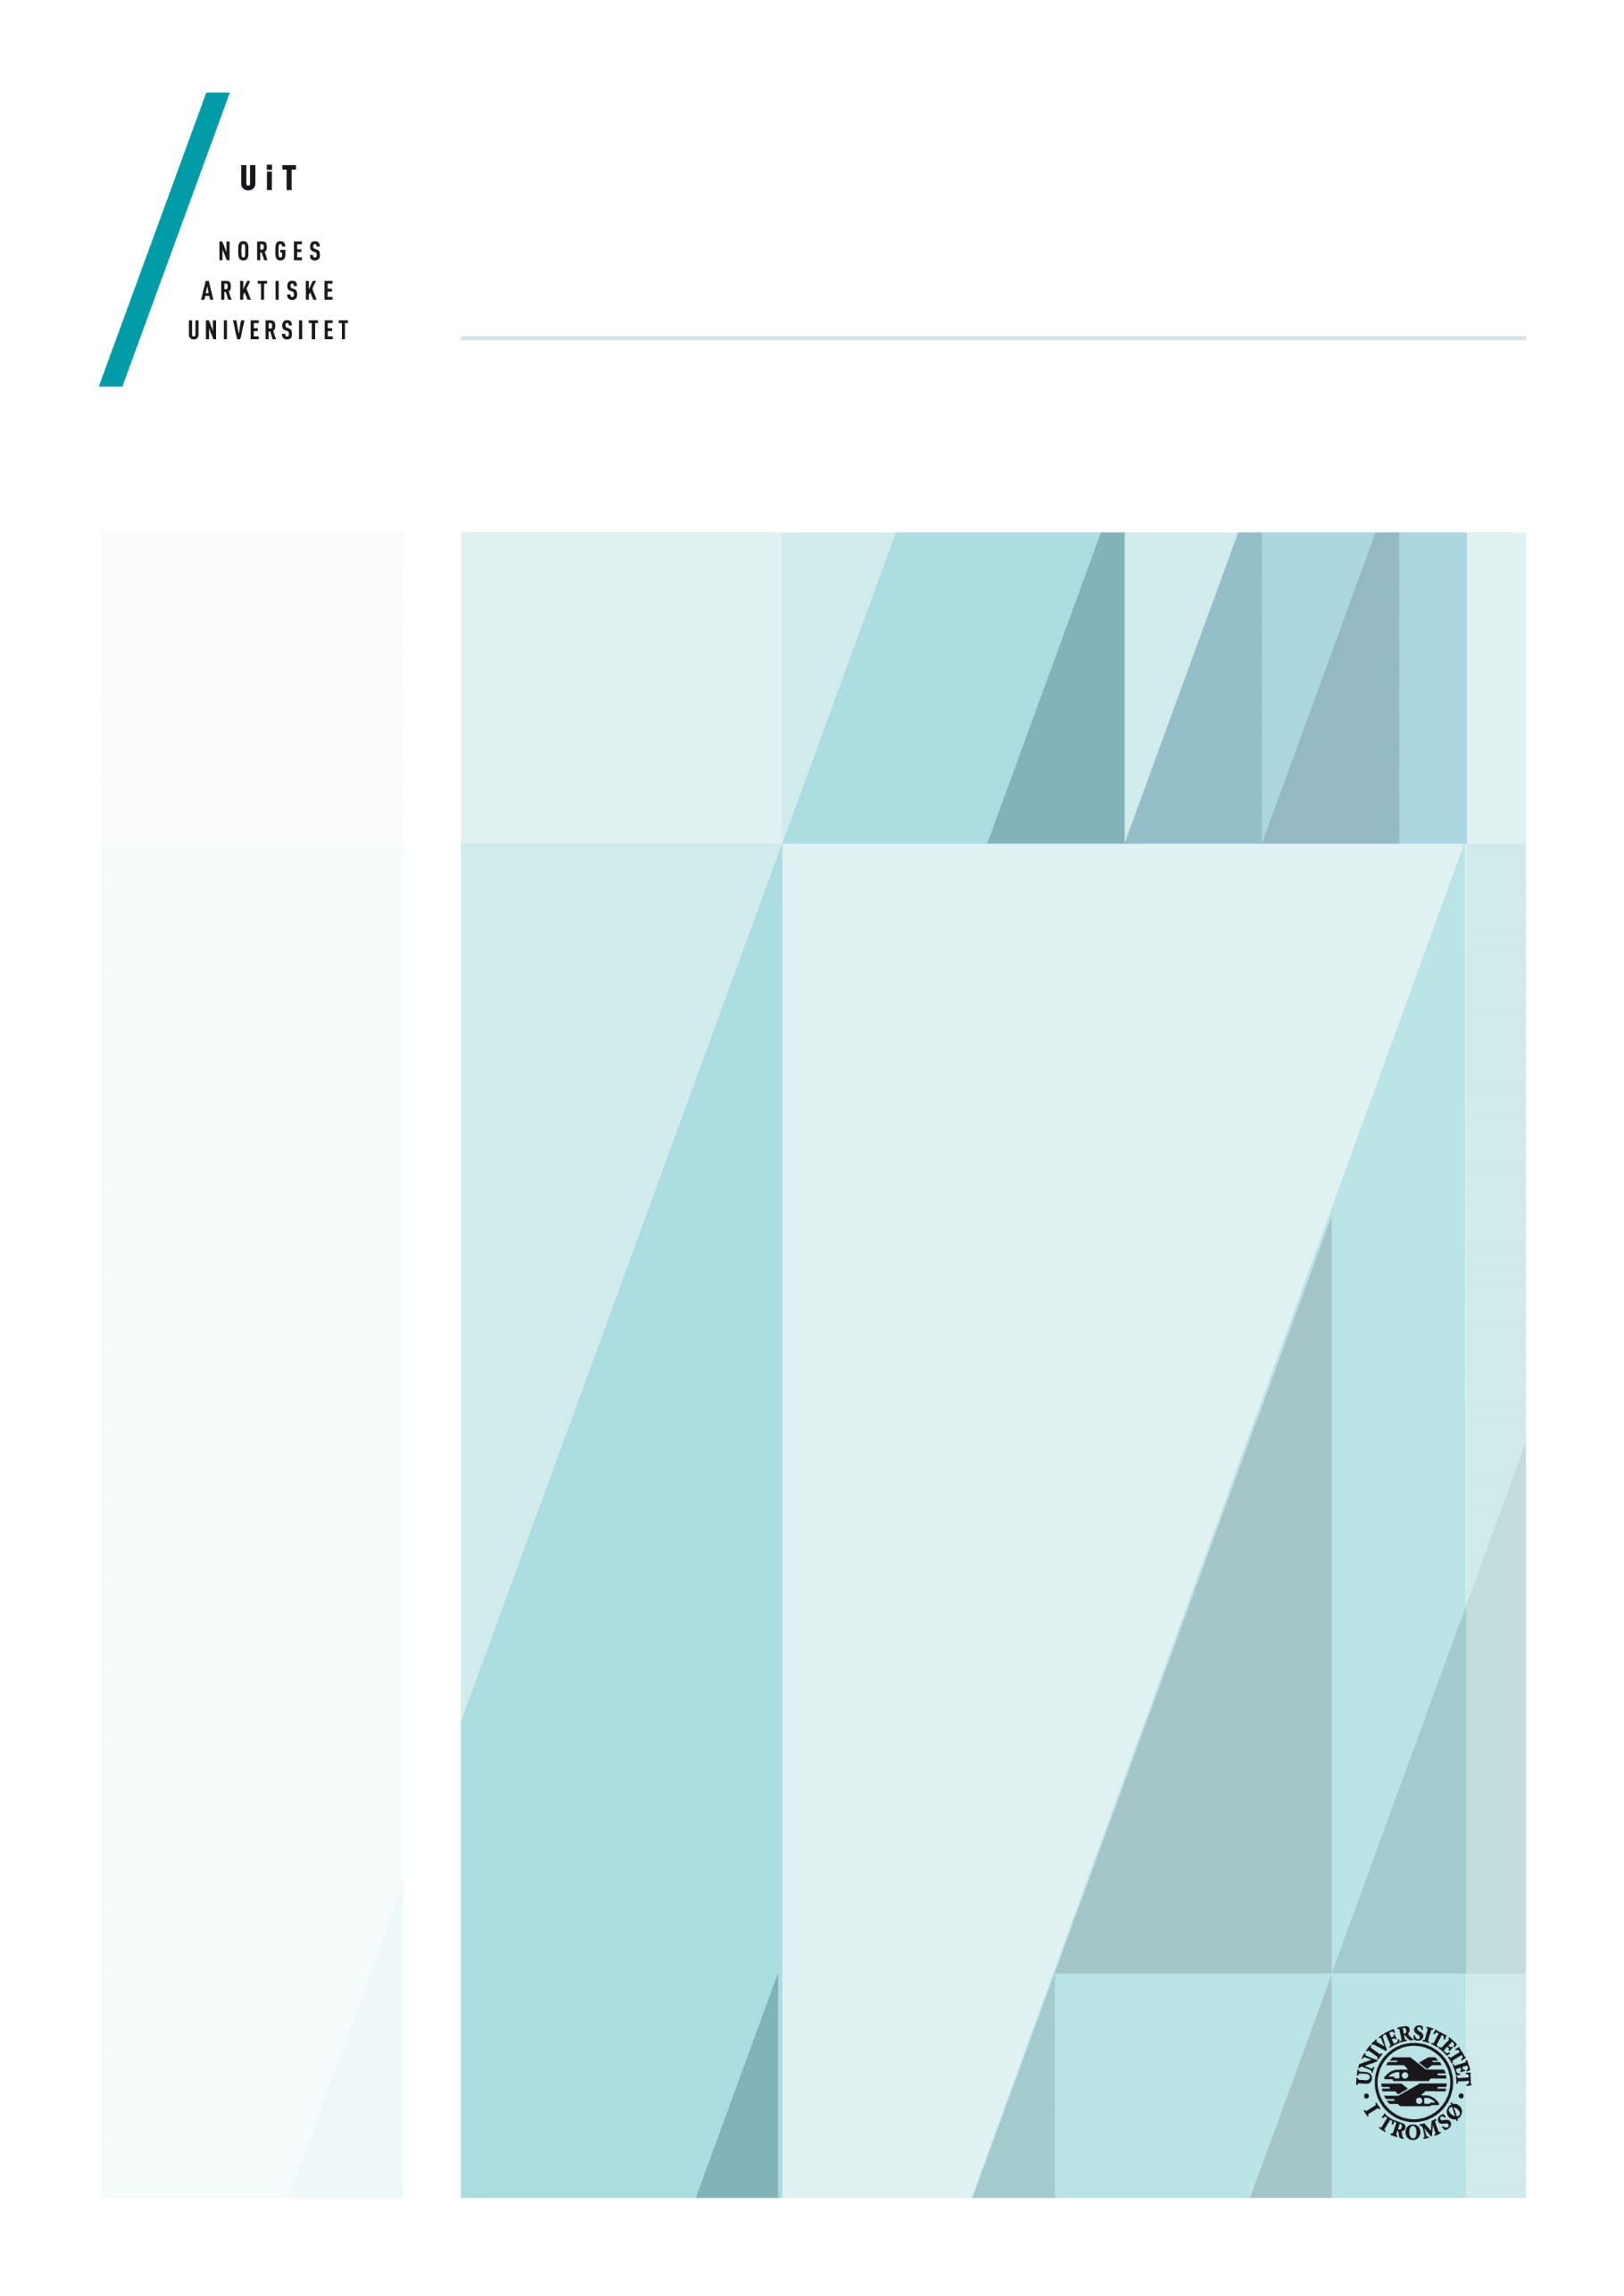 UiT
NORGES
ARKTISKE
UNIVERSITET
UNIVERSITETET
I TROMSØ